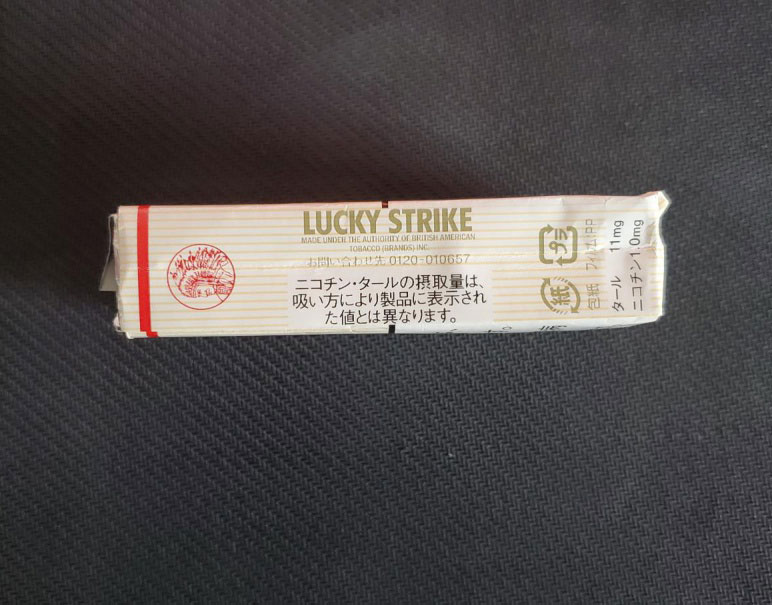 LUCKY STRIKE
MADE UNDER THE AUTHORITY OF BRITISH AMERICAN
TOBACCO (BRANDS) INC.
お問い合わせ先 0120-010657
ニコチン・タールの摂取量は、
吸い方により製品に表示され
た値とは異なります。
プラ
紙
包紙 フィルム:PP
タール 11mg
ニコチン1.0mg